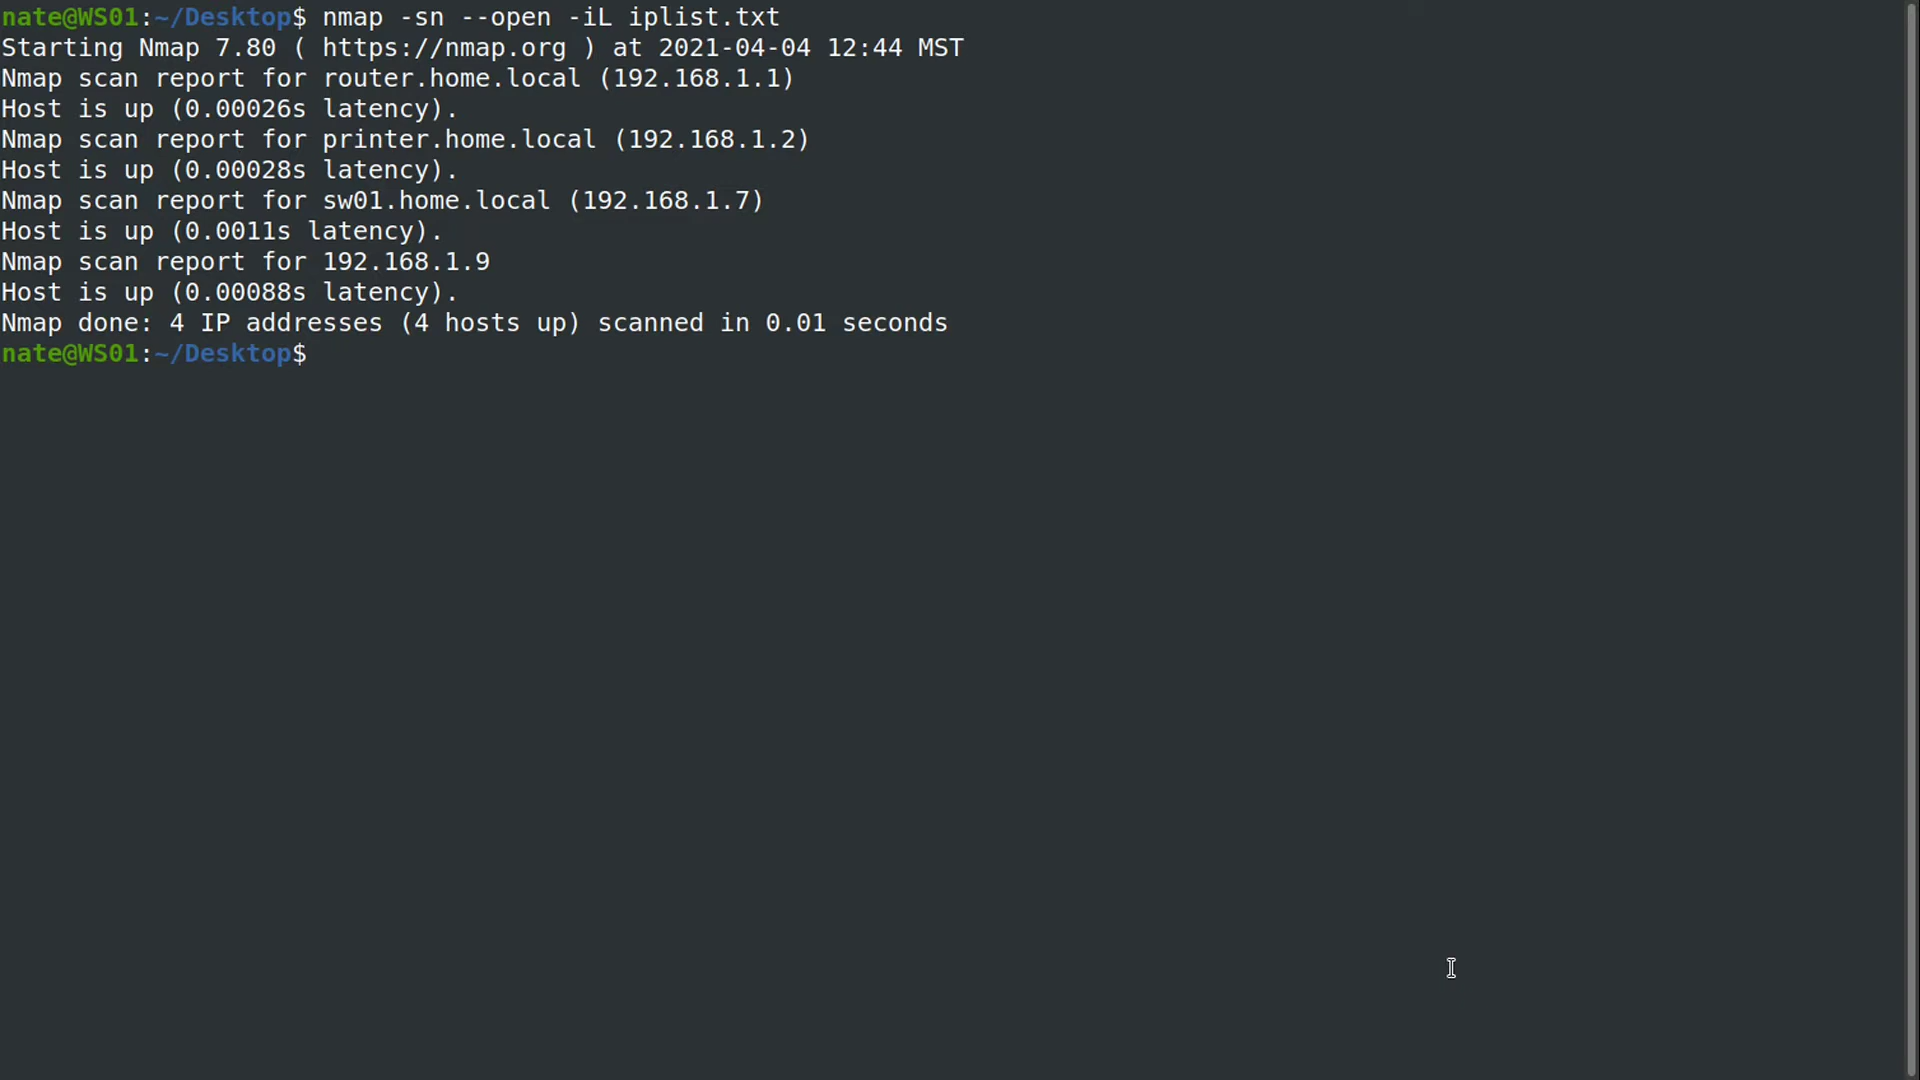 nate@WS01:~/Desktop$ nmap -sn --open -iL iplist.txt
Starting Nmap 7.80 ( https://nmap.org ) at 2021-04-04 12:44 MST
Nmap scan report for router.home.local (192.168.1.1)
Host is up (0.00026s latency).
Nmap scan report for printer.home.local (192.168.1.2)
Host is up (0.00028s latency).
Nmap scan report for sw01.home.local (192.168.1.7)
Host is up (0.0011s latency).
Nmap scan report for 192.168.1.9
Host is up (0.00088s latency).
Nmap done: 4 IP addresses (4 hosts up) scanned in 0.01 seconds
nate@WS01:~/Desktop$